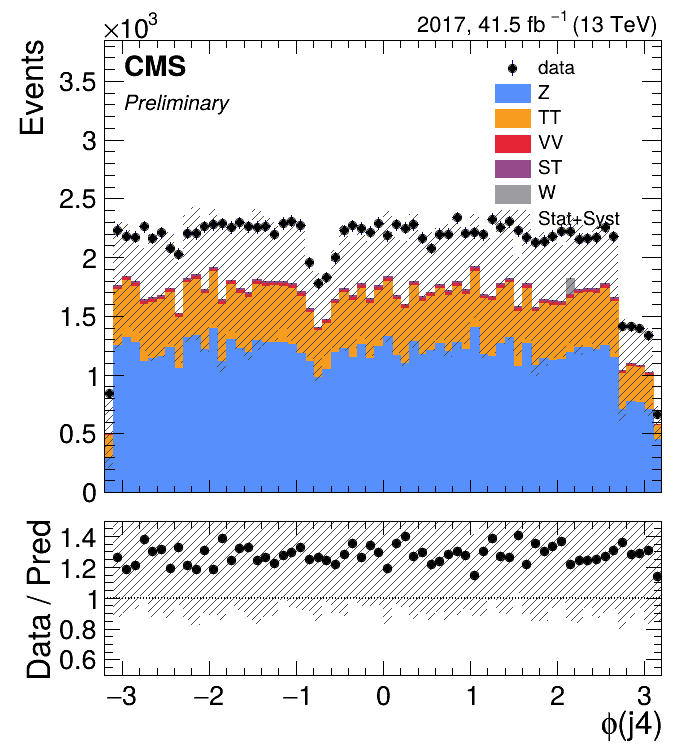 ×10³
2017, 41.5 fb⁻¹ (13 TeV)
CMS
Preliminary
data
Z
TT
VV
ST
W
Stat+Syst
Events
3.5
3
2.5
2
1.5
1
0.5
0
Data / Pred
1.4
1.2
1
0.8
0.6
−3 −2 −1 0 1 2 3
ϕ(j4)